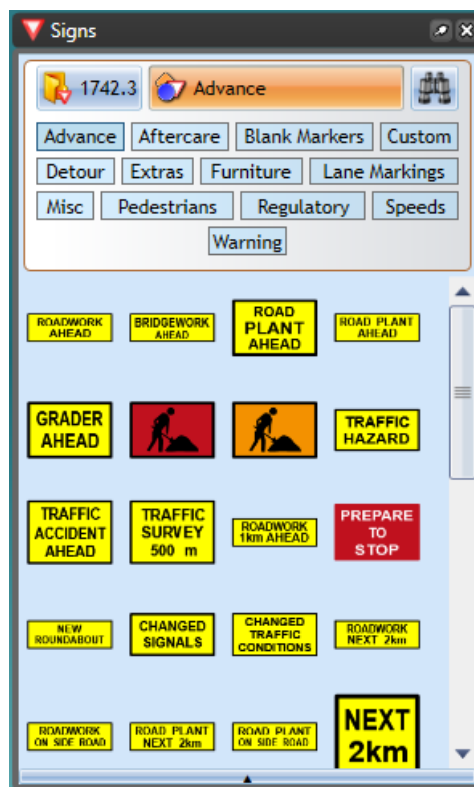 Signs
1742.3 Advance
Advance Aftercare Blank Markers Custom
Detour Extras Furniture Lane Markings
Misc Pedestrians Regulatory Speeds
Warning
ROADWORK
AHEAD
BRIDGEWORK
AHEAD
ROAD
PLANT
AHEAD
ROAD PLANT
AHEAD
GRADER
AHEAD
TRAFFIC
HAZARD
TRAFFIC
ACCIDENT
AHEAD
TRAFFIC
SURVEY
500 m
ROADWORK
1km AHEAD
PREPARE
TO
STOP
NEW
ROUNDABOUT
CHANGED
SIGNALS
CHANGED
TRAFFIC
CONDITIONS
ROADWORK
NEXT 2km
ROADWORK
ON SIDE ROAD
ROAD PLANT
NEXT 2km
ROAD PLANT
ON SIDE ROAD
NEXT
2km